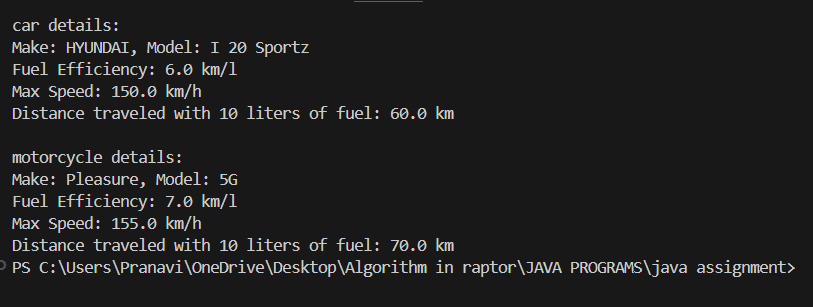 car details:
Make: HYUNDAI, Model: I 20 Sportz
Fuel Efficiency: 6.0 km/l
Max Speed: 150.0 km/h
Distance traveled with 10 liters of fuel: 60.0 km
motorcycle details:
Make: Pleasure, Model: 5G
Fuel Efficiency: 7.0 km/l
Max Speed: 155.0 km/h
Distance traveled with 10 liters of fuel: 70.0 km
PS C:\Users\Pranavi\OneDrive\Desktop\Algorithm in raptor\JAVA PROGRAMS\java assignment>